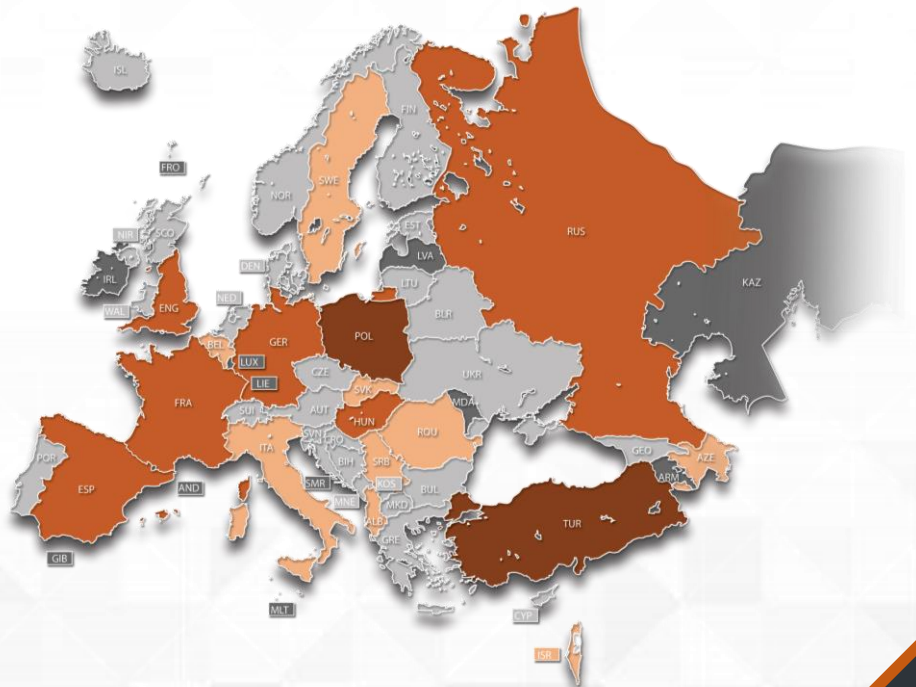 ISL
FRO
FIN
NOR
SWE
NIR
SCO
EST
RUS
IRL
DEN
LVA
LTU
KAZ
WAL
ENG
NED
BLR
BEL
GER
POL
LUX
CZE
UKR
LIE
SVK
MDA
FRA
SUI
AUT
HUN
SVN
CRO
ROU
ITA
BIH
SRB
GEO
AZE
POR
ESP
AND
SMR
KOS
BUL
ARM
MNE
MKD
ALB
TUR
GRE
GIB
MLT
CYP
ISR